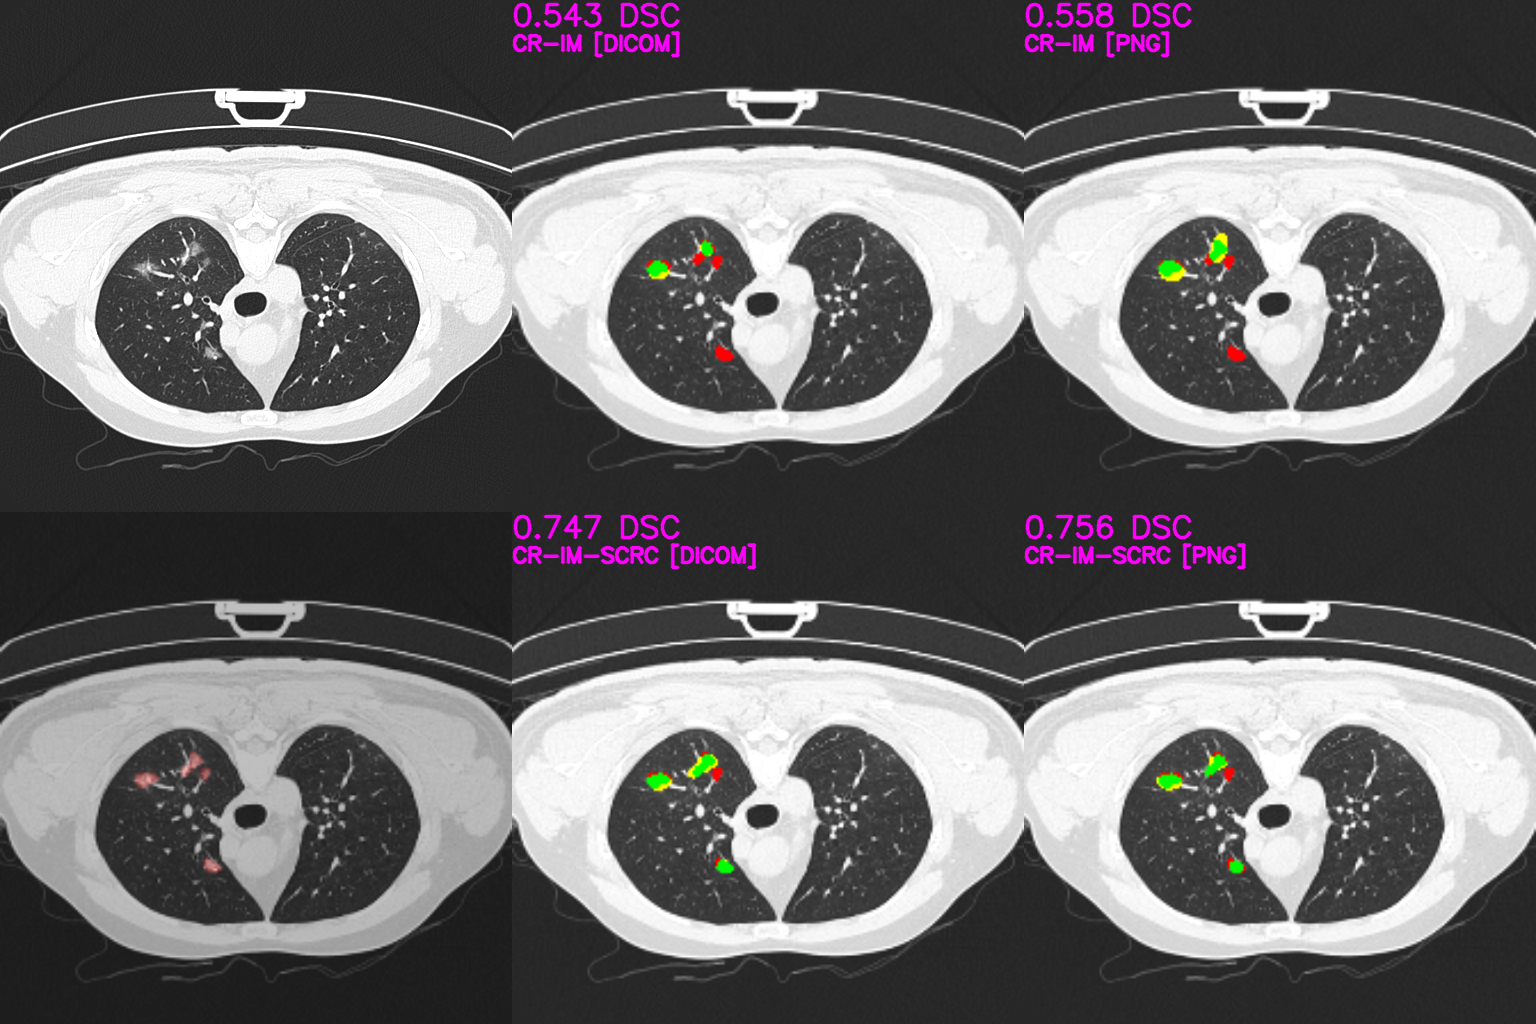 0.543 DSC
CR-IM [DICOM]
0.558 DSC
CR-IM [PNG]
0.747 DSC
CR-IM-SCRC [DICOM]
0.756 DSC
CR-IM-SCRC [PNG]